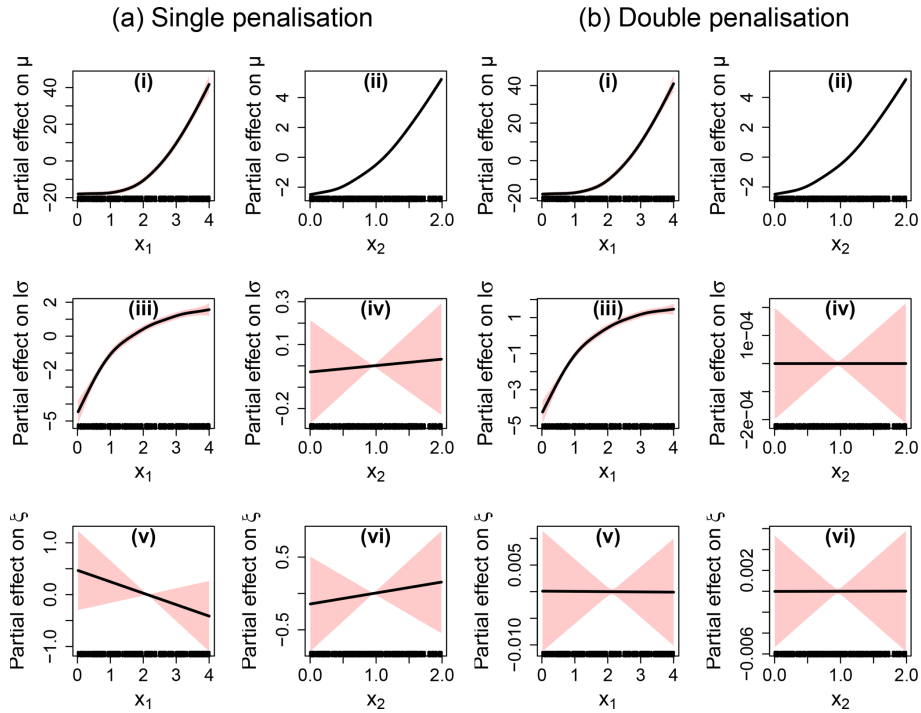 (a) Single penalisation
(b) Double penalisation
(i)
Partial effect on μ
−20 0 20 40
0 1 2 3 4
x1
(ii)
Partial effect on μ
−2 0 2 4
0.0 1.0 2.0
x2
(i)
Partial effect on μ
−20 0 20 40
0 1 2 3 4
x1
(ii)
Partial effect on μ
−2 0 2 4
0.0 1.0 2.0
x2
(iii)
Partial effect on lσ
−5 −2 0 2
0 1 2 3 4
x1
(iv)
Partial effect on lσ
−0.2 0.1 0.3
0.0 1.0 2.0
x2
(iii)
Partial effect on lσ
−5 −3 −1 1
0 1 2 3 4
x1
(iv)
Partial effect on lσ
−2e−04 1e−04
0.0 1.0 2.0
x2
(v)
Partial effect on ξ
−1.0 0.0 1.0
0 1 2 3 4
x1
(vi)
Partial effect on ξ
−0.5 0.5
0.0 1.0 2.0
x2
(v)
Partial effect on ξ
−0.010 0.005
0 1 2 3 4
x1
(vi)
Partial effect on ξ
−0.006 0.002
0.0 1.0 2.0
x2